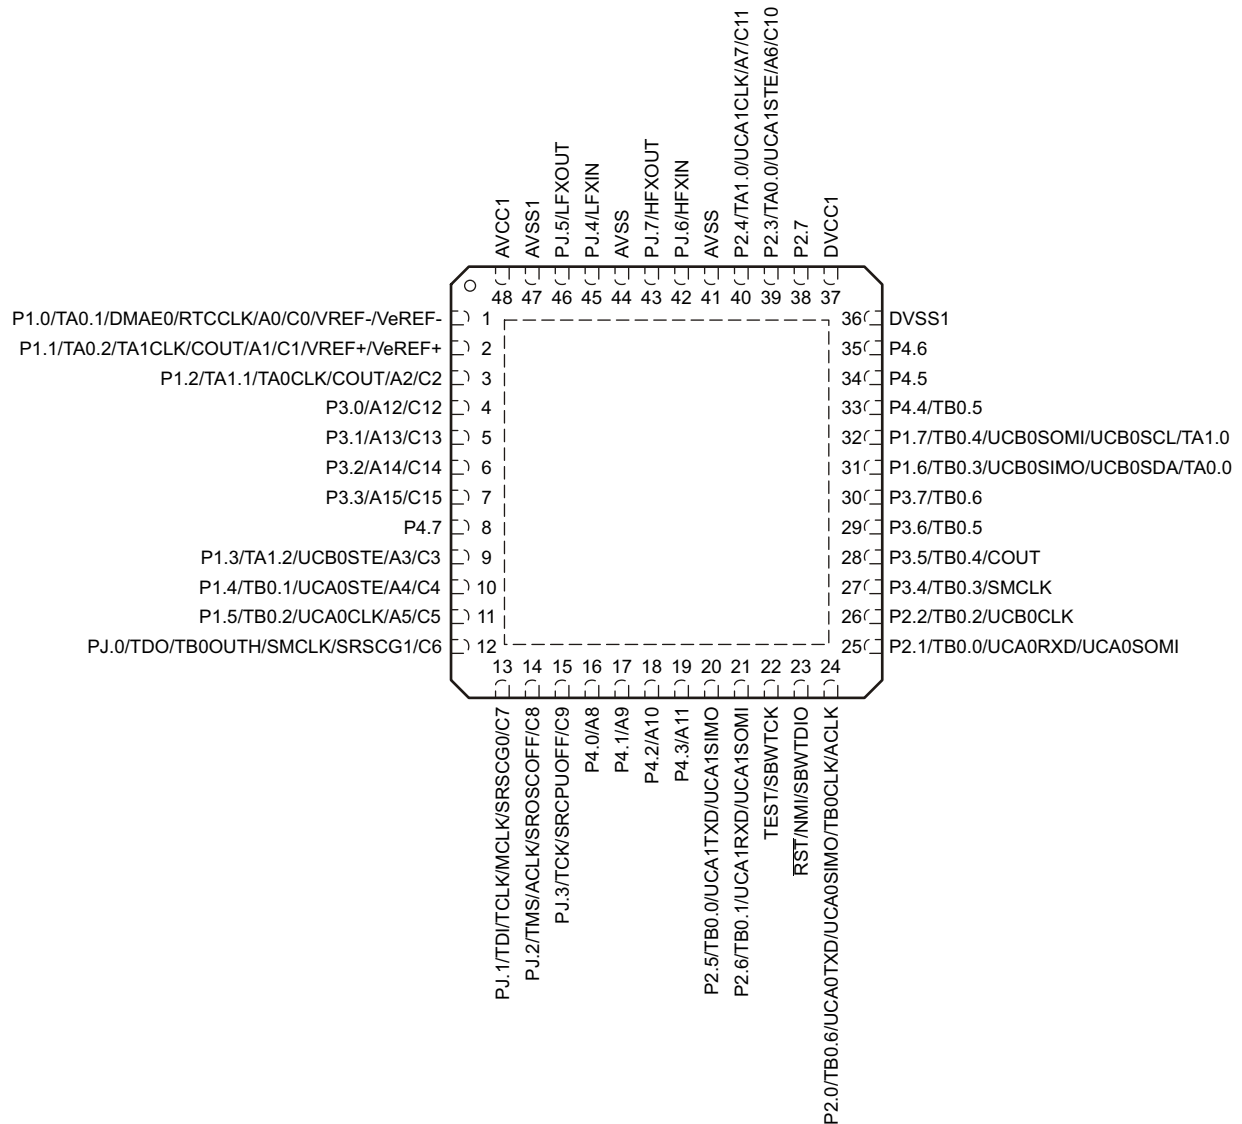 P2.4/TA1.0/UCA1CLK/A7/C11
P2.3/TA0.0/UCA1STE/A6/C10
AVCC1
AVSS1
PJ.5/LFXOUT
PJ.4/LFXIN
AVSS
PJ.7/HFXOUT
PJ.6/HFXIN
AVSS
P2.7
DVCC1
48 47 46 45 44 43 42 41 40 39 38 37
P1.0/TA0.1/DMAE0/RTCCLK/A0/C0/VREF-/VeREF- 1
P1.1/TA0.2/TA1CLK/COUT/A1/C1/VREF+/VeREF+ 2
P1.2/TA1.1/TA0CLK/COUT/A2/C2 3
P3.0/A12/C12 4
P3.1/A13/C13 5
P3.2/A14/C14 6
P3.3/A15/C15 7
P4.7 8
P1.3/TA1.2/UCB0STE/A3/C3 9
P1.4/TB0.1/UCA0STE/A4/C4 10
P1.5/TB0.2/UCA0CLK/A5/C5 11
PJ.0/TDO/TB0OUTH/SMCLK/SRSCG1/C6 12
36 DVSS1
35 P4.6
34 P4.5
33 P4.4/TB0.5
32 P1.7/TB0.4/UCB0SOMI/UCB0SCL/TA1.0
31 P1.6/TB0.3/UCB0SIMO/UCB0SDA/TA0.0
30 P3.7/TB0.6
29 P3.6/TB0.5
28 P3.5/TB0.4/COUT
27 P3.4/TB0.3/SMCLK
26 P2.2/TB0.2/UCB0CLK
25 P2.1/TB0.0/UCA0RXD/UCA0SOMI
13 14 15 16 17 18 19 20 21 22 23 24
PJ.1/TDI/TCLK/MCLK/SRSCG0/C7
PJ.2/TMS/ACLK/SROSCOFF/C8
PJ.3/TCK/SRCPUOFF/C9
P4.0/A8
P4.1/A9
P4.2/A10
P4.3/A11
P2.5/TB0.0/UCA1TXD/UCA1SIMO
P2.6/TB0.1/UCA1RXD/UCA1SOMI
TEST/SBWTCK
RST/NMI/SBWTDIO
P2.0/TB0.6/UCA0TXD/UCA0SIMO/TB0CLK/ACLK